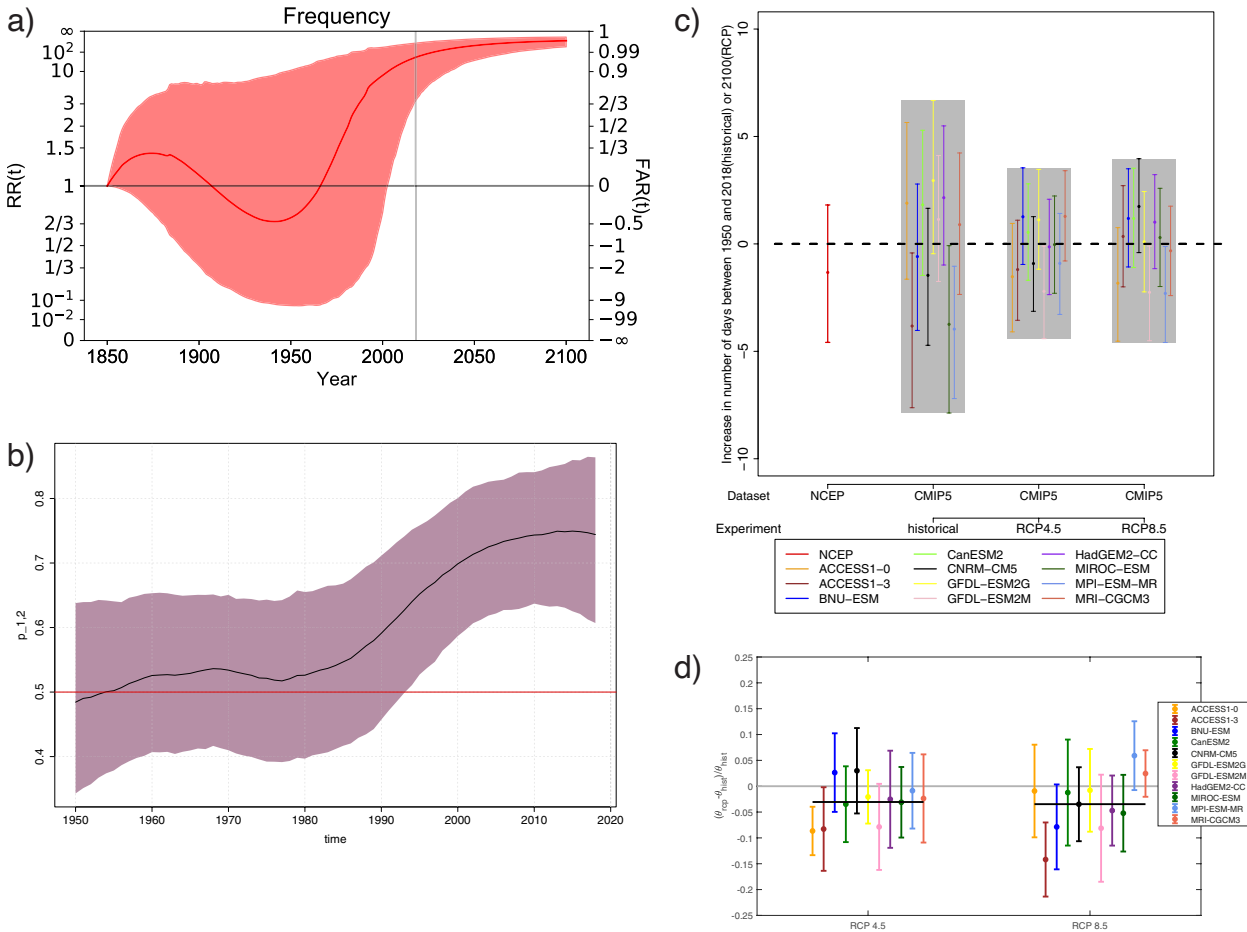 a)
Frequency
∞
10²
10
3
2
1.5
1
2/3
1/2
1/3
10⁻¹
10⁻²
0
RR(t)
1
0.99
0.9
2/3
1/2
1/3
0
−0.5
−1
−2
−9
−99
−∞
FAR(t)
1850 1900 1950 2000 2050 2100
Year
b)
0.8
0.7
0.6
0.5
0.4
p_1,2
1950 1960 1970 1980 1990 2000 2010 2020
time
c)
Increase in number of days between 1950 and 2018(historical) or 2100(RCP)
10
5
0
−5
−10
Dataset NCEP CMIP5 CMIP5 CMIP5
Experiment historical RCP4.5 RCP8.5
NCEP CanESM2 HadGEM2−CC
ACCESS1−0 CNRM−CM5 MIROC−ESM
ACCESS1−3 GFDL−ESM2G MPI−ESM−MR
BNU−ESM GFDL−ESM2M MRI−CGCM3
d)
0.25
0.2
0.15
0.1
0.05
0
-0.05
-0.1
-0.15
-0.2
-0.25
(θrcp-θhist)/θhist
RCP 4.5 RCP 8.5
ACCESS1-0
ACCESS1-3
BNU-ESM
CanESM2
CNRM-CM5
GFDL-ESM2G
GFDL-ESM2M
HadGEM2-CC
MIROC-ESM
MPI-ESM-MR
MRI-CGCM3